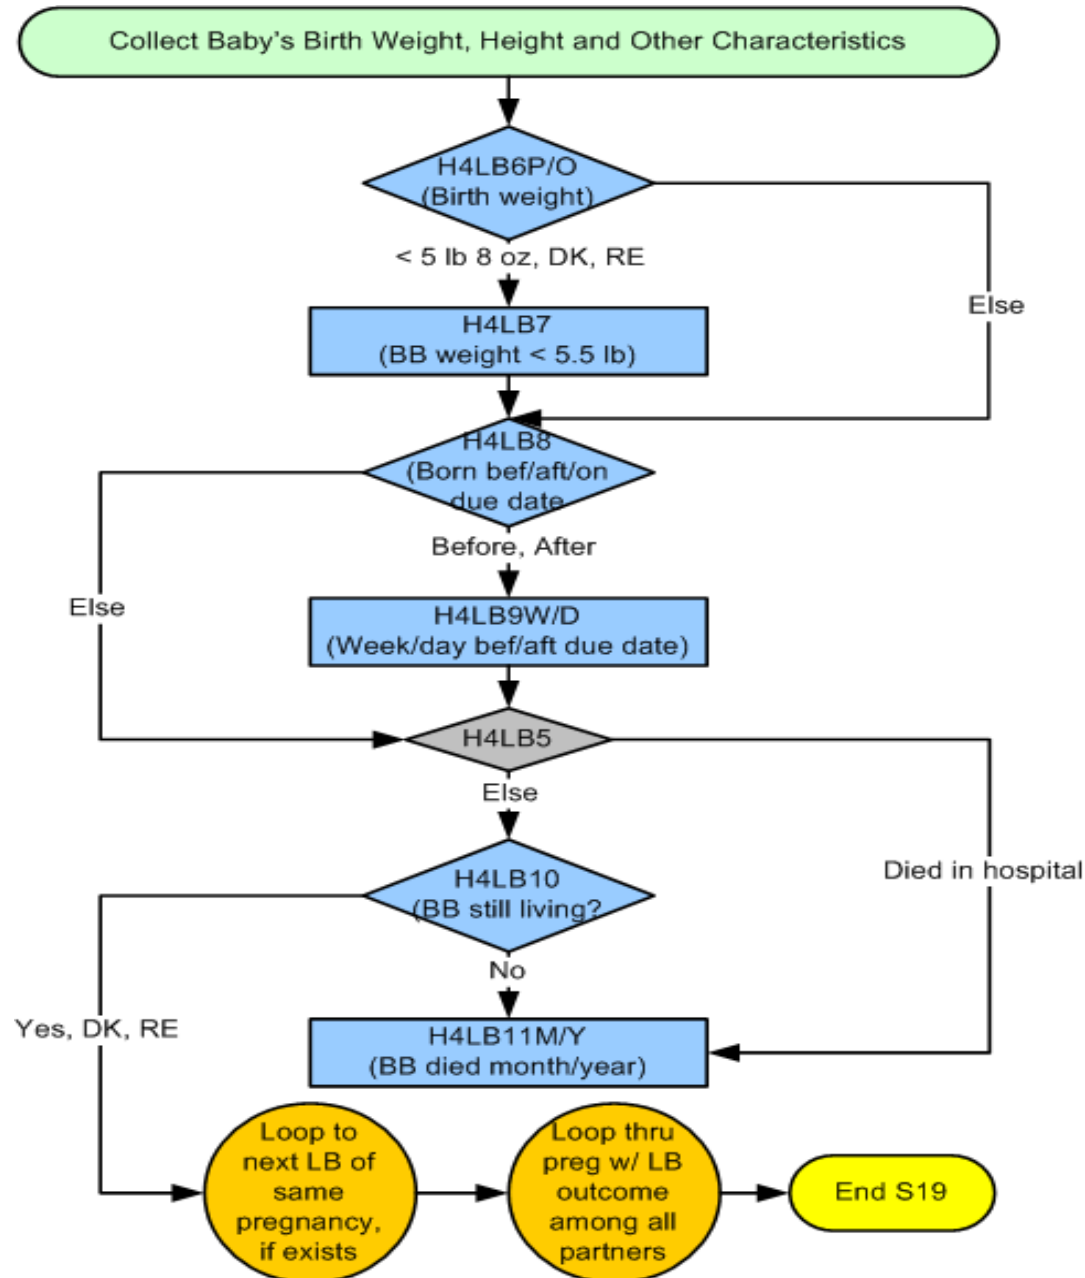 Collect Baby's Birth Weight, Height and Other Characteristics
H4LB6P/O
(Birth weight)
< 5 lb 8 oz, DK, RE
Else
H4LB7
(BB weight < 5.5 lb)
H4LB8
(Born bef/aft/on
due date
Before, After
Else
H4LB9W/D
(Week/day bef/aft due date)
H4LB5
Else
Died in hospital
H4LB10
(BB still living?
No
Yes, DK, RE
H4LB11M/Y
(BB died month/year)
Loop to
next LB of
same
pregnancy,
if exists
Loop thru
preg w/ LB
outcome
among all
partners
End S19